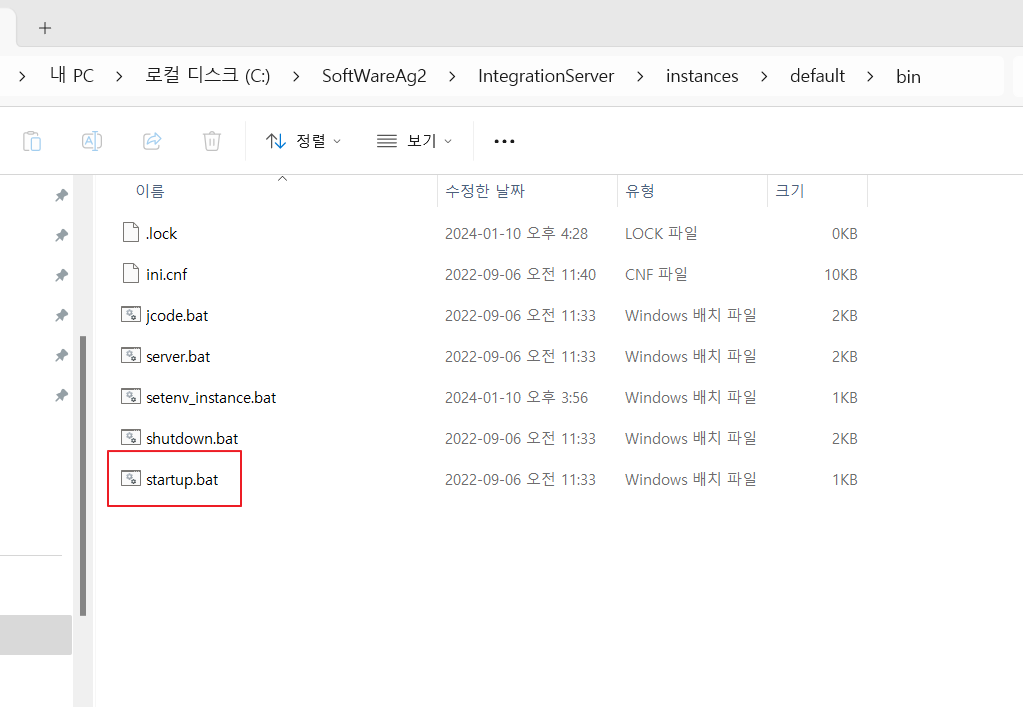 내 PC > 로컬 디스크 (C:) > SoftWareAg2 > IntegrationServer > instances > default > bin
정렬 보기
이름 수정한 날짜 유형 크기
.lock 2024-01-10 오후 4:28 LOCK 파일 0KB
ini.cnf 2022-09-06 오전 11:40 CNF 파일 10KB
jcode.bat 2022-09-06 오전 11:33 Windows 배치 파일 2KB
server.bat 2022-09-06 오전 11:33 Windows 배치 파일 2KB
setenv_instance.bat 2024-01-10 오후 3:56 Windows 배치 파일 1KB
shutdown.bat 2022-09-06 오전 11:33 Windows 배치 파일 2KB
startup.bat 2022-09-06 오전 11:33 Windows 배치 파일 1KB